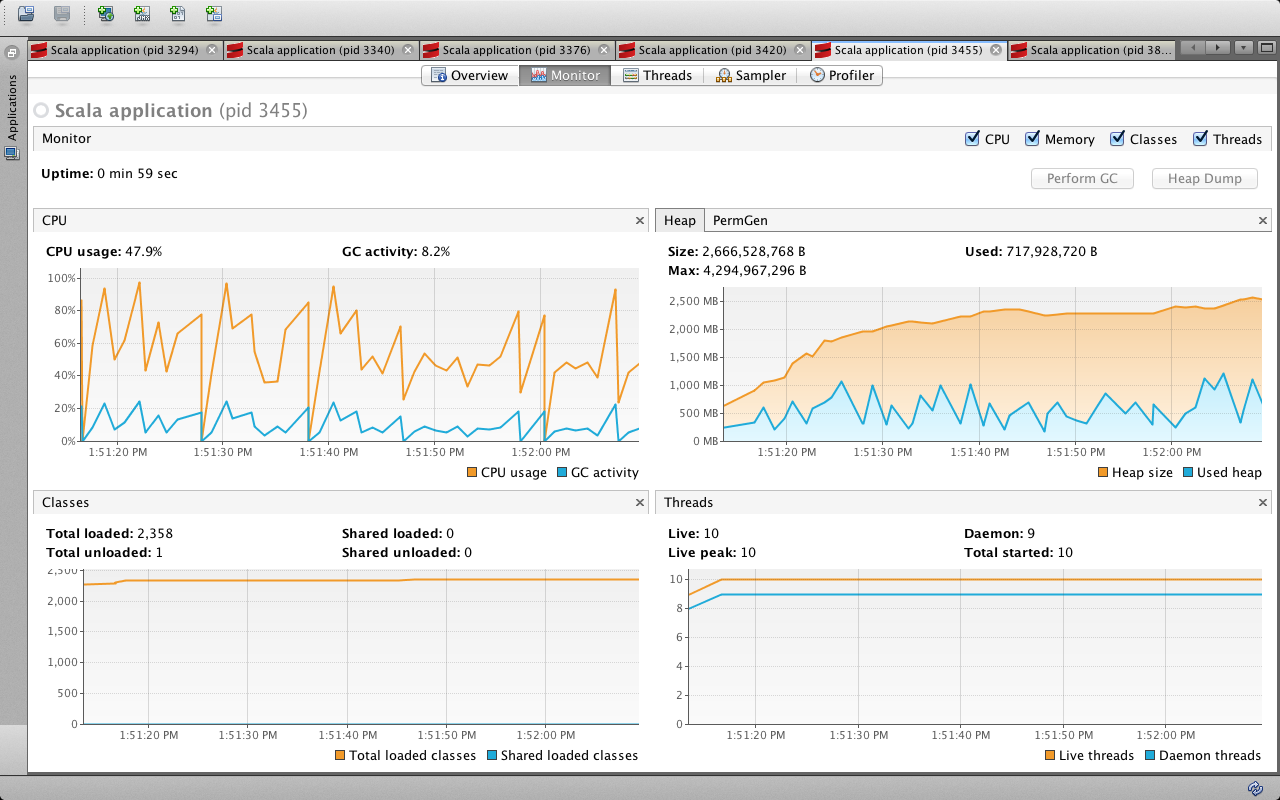 Scala application (pid 3294) Scala application (pid 3340) Scala application (pid 3376) Scala application (pid 3420) Scala application (pid 3455) Scala application (pid 38...
Applications
Overview Monitor Threads Sampler Profiler
Scala application (pid 3455)
Monitor CPU Memory Classes Threads
Uptime: 0 min 59 sec Perform GC Heap Dump
CPU
CPU usage: 47.9% GC activity: 8.2%
100%
80%
60%
40%
20%
0%
1:51:20 PM 1:51:30 PM 1:51:40 PM 1:51:50 PM 1:52:00 PM
CPU usage GC activity
Heap PermGen
Size: 2,666,528,768 B Used: 717,928,720 B
Max: 4,294,967,296 B
2,500 MB
2,000 MB
1,500 MB
1,000 MB
500 MB
0 MB
1:51:20 PM 1:51:30 PM 1:51:40 PM 1:51:50 PM 1:52:00 PM
Heap size Used heap
Classes
Total loaded: 2,358 Shared loaded: 0
Total unloaded: 1 Shared unloaded: 0
2,500
2,000
1,500
1,000
500
0
1:51:20 PM 1:51:30 PM 1:51:40 PM 1:51:50 PM 1:52:00 PM
Total loaded classes Shared loaded classes
Threads
Live: 10 Daemon: 9
Live peak: 10 Total started: 10
10
8
6
4
2
0
1:51:20 PM 1:51:30 PM 1:51:40 PM 1:51:50 PM 1:52:00 PM
Live threads Daemon threads